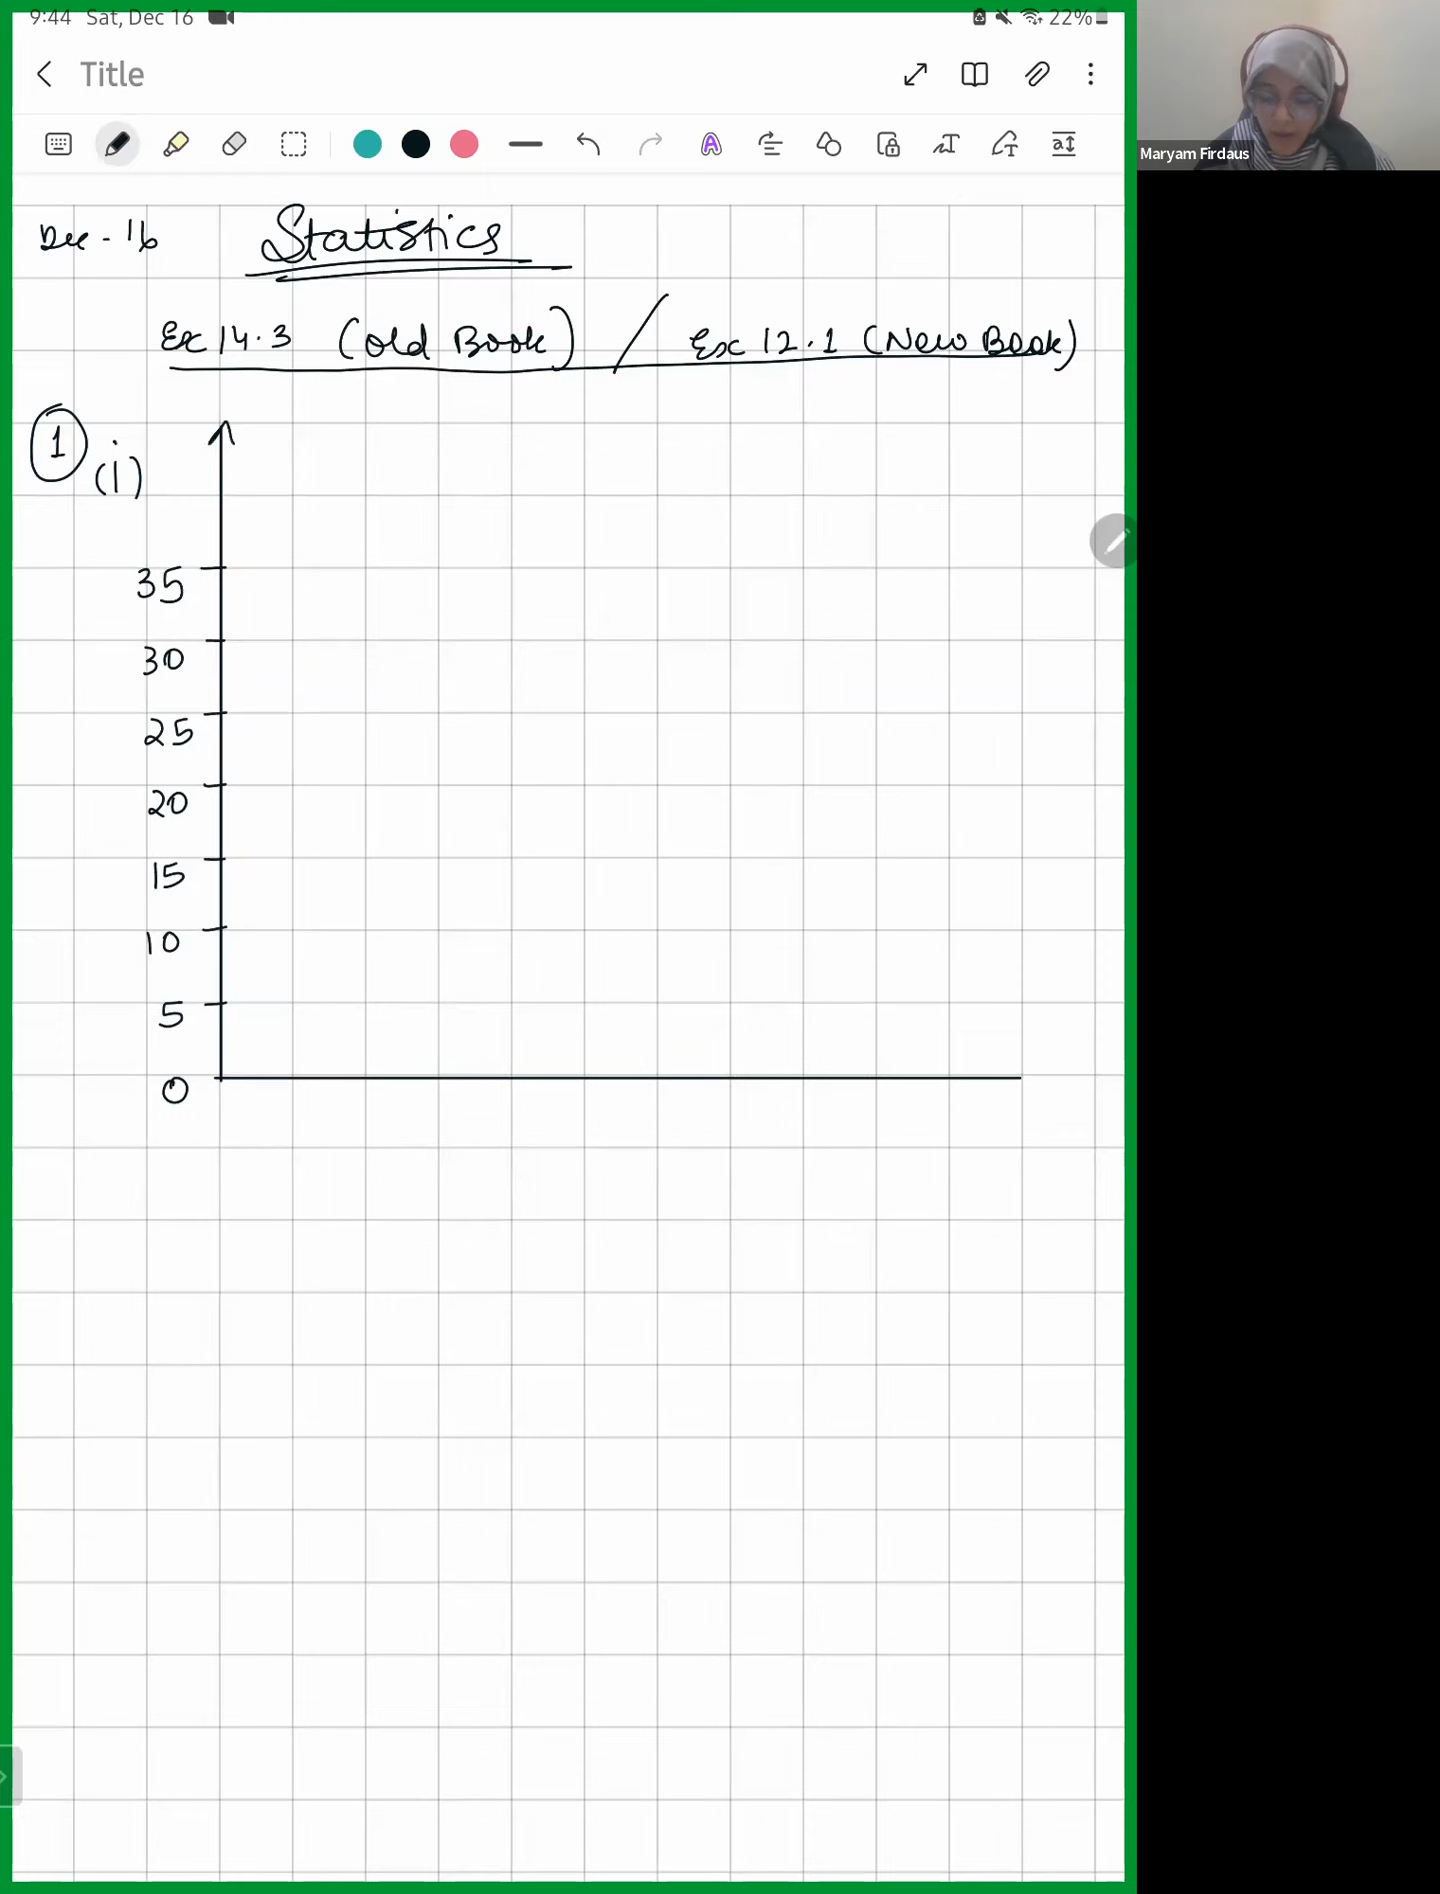 9:44 Sat, Dec 16 22%
Title
Maryam Firdaus
Dec - 16 Statistics
Ex 14.3 (Old Book) / Ex 12.1 (New Book)
1 (i)
35
30
25
20
15
10
5
0